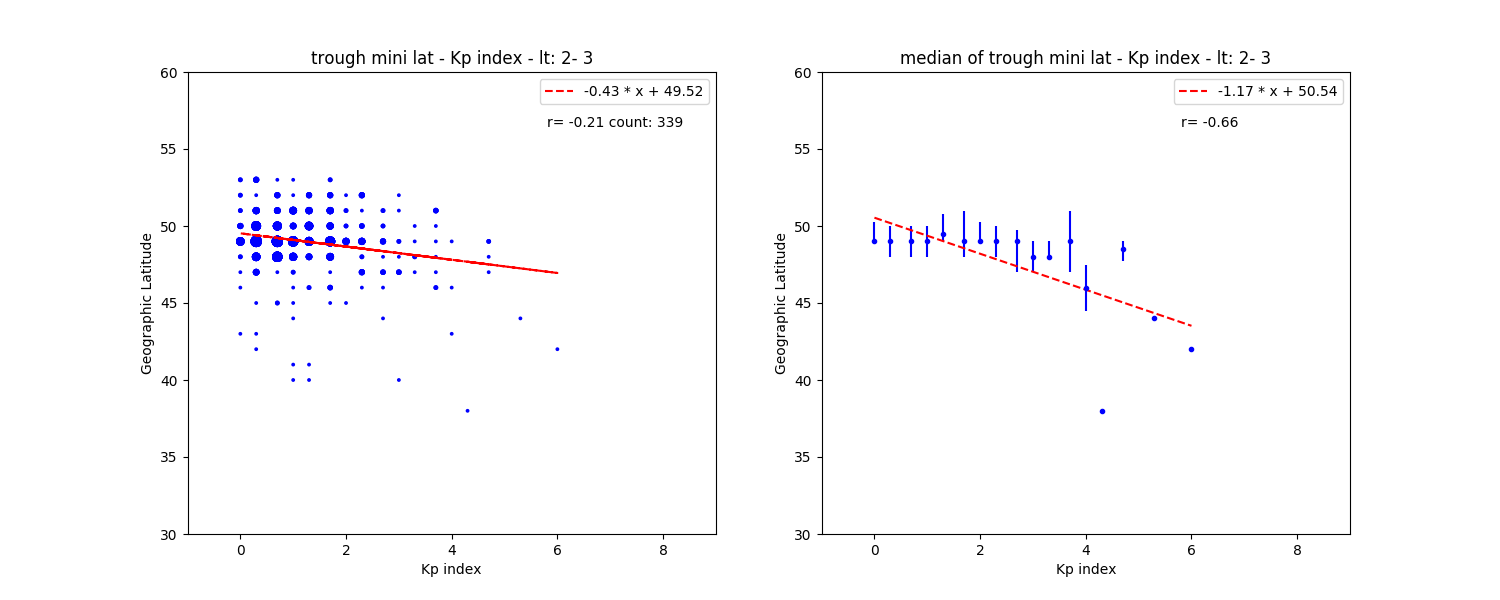 trough mini lat - Kp index - lt: 2- 3
-0.43 * x + 49.52
r= -0.21 count: 339
60
55
50
45
40
35
30
Geographic Latitude
0 2 4 6 8
Kp index
median of trough mini lat - Kp index - lt: 2- 3
-1.17 * x + 50.54
r= -0.66
60
55
50
45
40
35
30
Geographic Latitude
0 2 4 6 8
Kp index